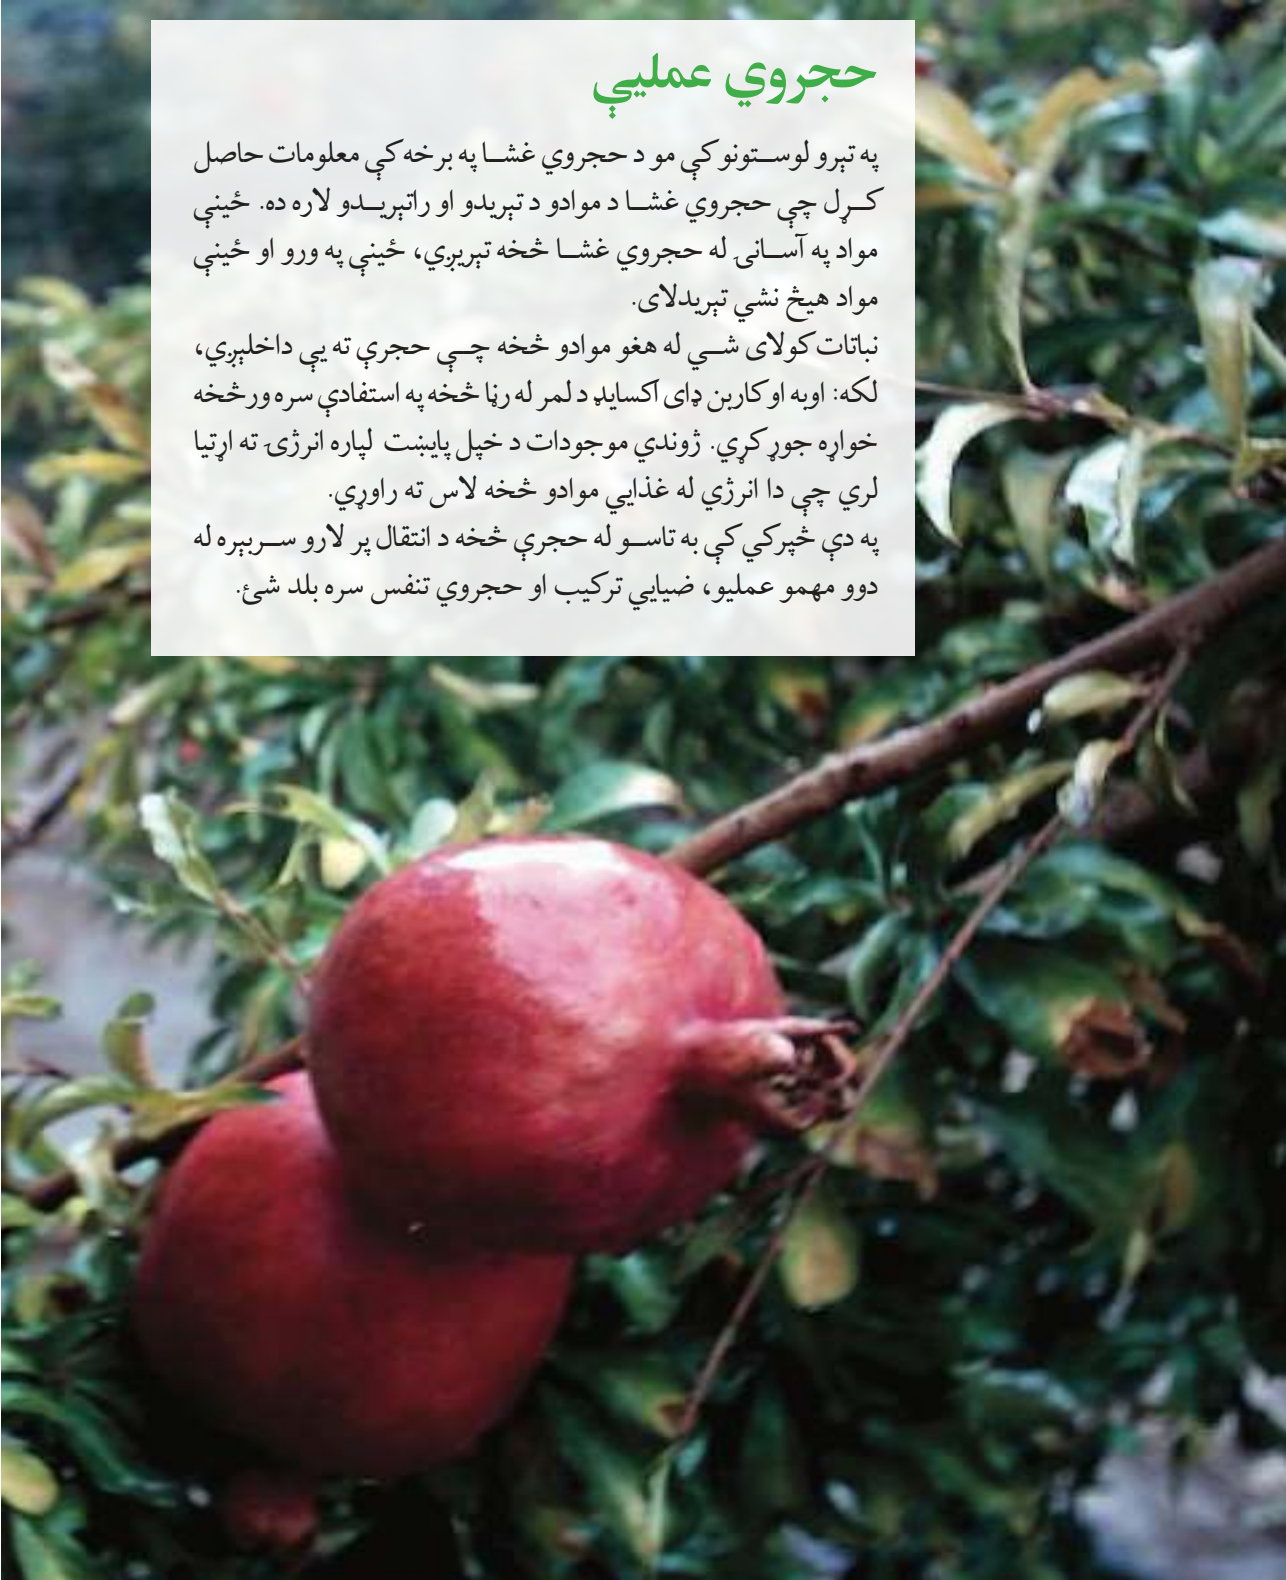 حجروي عمليې
په تېرو لوستونو کې مو د حجروي غشا په برخه کې معلومات حاصل
کړل چې حجروي غشا د موادو د تېريدو او راتېريدو لاره ده. ځينې
مواد په آسانۍ له حجروي غشا څخه تېريږي، ځينې په ورو او ځينې
مواد هيڅ نشي تېريدلای.
نباتات کولای شي له هغو موادو څخه چې حجرې ته يې داخلېږي،
لکه: اوبه او کاربن ډای اکسايډ د لمر له رڼا څخه په استفادې سره ورڅخه
خواړه جوړ کړي. ژوندي موجودات د خپل پايښت لپاره انرژۍ ته اړتيا
لري چې دا انرژي له غذايي موادو څخه لاس ته راوړي.
په دې څپرکي کې به تاسو له حجرې څخه د انتقال پر لارو سربېره له
دوو مهمو عمليو، ضيايي ترکيب او حجروي تنفس سره بلد شئ.